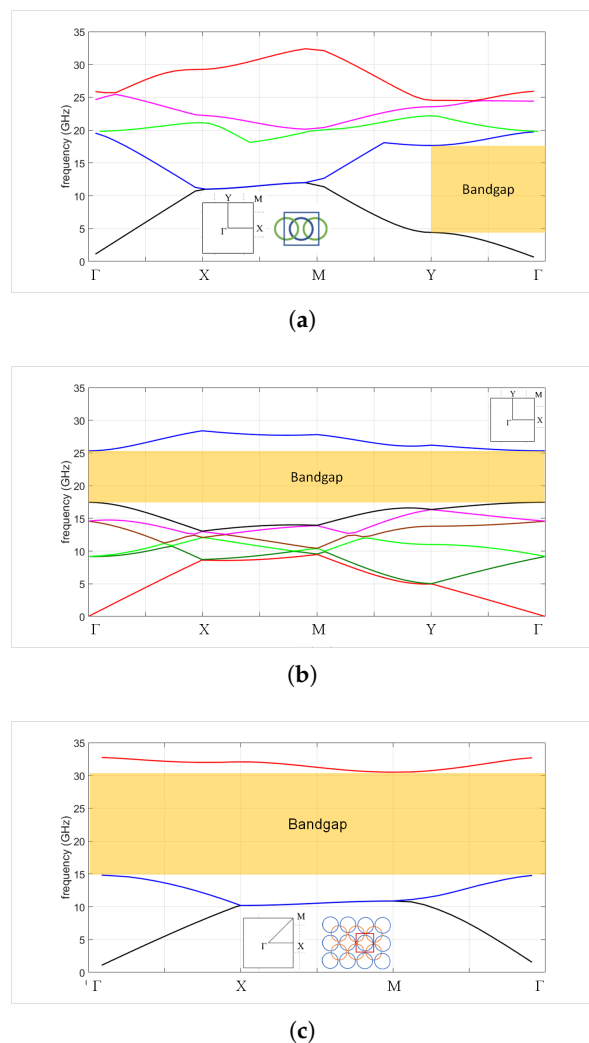 35
30
25
20
15
10
5
0
frequency (GHz)
Bandgap
Y M
Γ X
Γ X M Y Γ
(a)
35
30
25
20
15
10
5
0
frequency (GHz)
Y M
Γ X
Bandgap
Γ X M Y Γ
(b)
35
30
25
20
15
10
5
0
frequency (GHz)
Bandgap
M
Γ X
Γ X M Γ
(c)